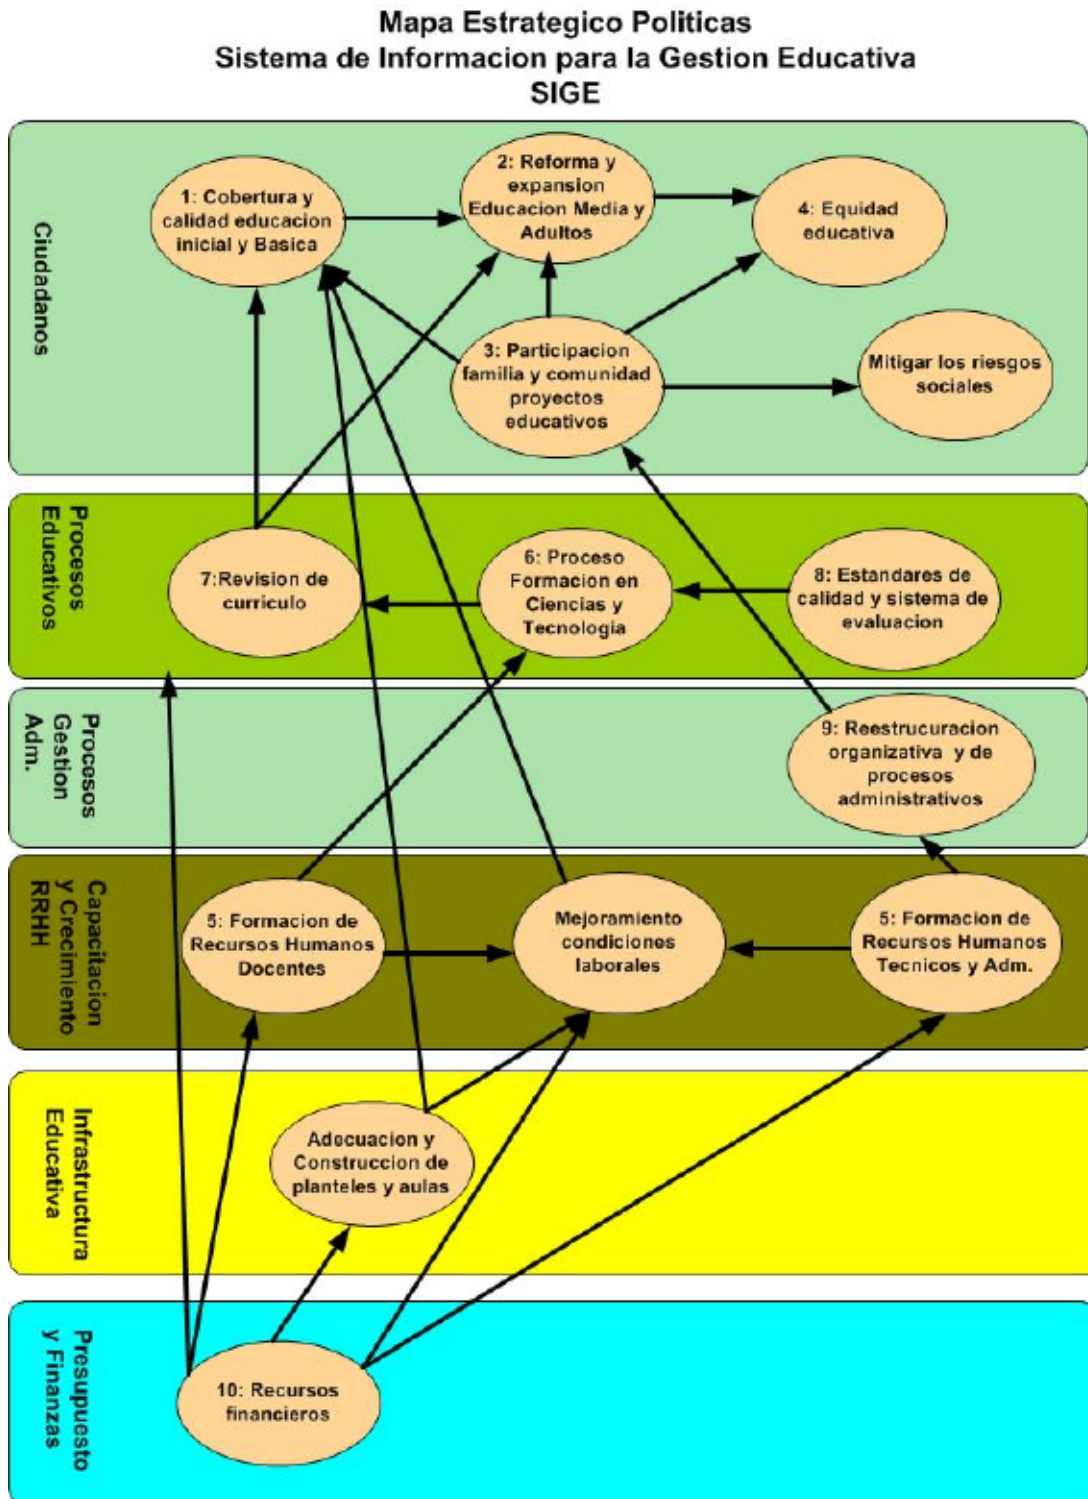 Mapa Estrategico Politicas
Sistema de Informacion para la Gestion Educativa
SIGE
Ciudadanos
1: Cobertura y
calidad educacion
inicial y Basica
2: Reforma y
expansion
Educacion Media y
Adultos
4: Equidad
educativa
3: Participacion
familia y comunidad
proyectos
educativos
Mitigar los riesgos
sociales
Procesos
Educativos
7:Revision de
curriculo
6: Proceso
Formacion en
Ciencias y
Tecnologia
8: Estandares de
calidad y sistema de
evaluacion
Procesos
Gestion
Adm.
9: Reestrucuracion
organizativa y de
procesos
administrativos
Capacitacion
y Crecimiento
RRHH
5: Formacion de
Recursos Humanos
Docentes
Mejoramiento
condiciones
laborales
5: Formacion de
Recursos Humanos
Tecnicos y Adm.
Infraestructura
Educativa
Adecuacion y
Construccion de
planteles y aulas
Presupuesto
y Finanzas
10: Recursos
financieros